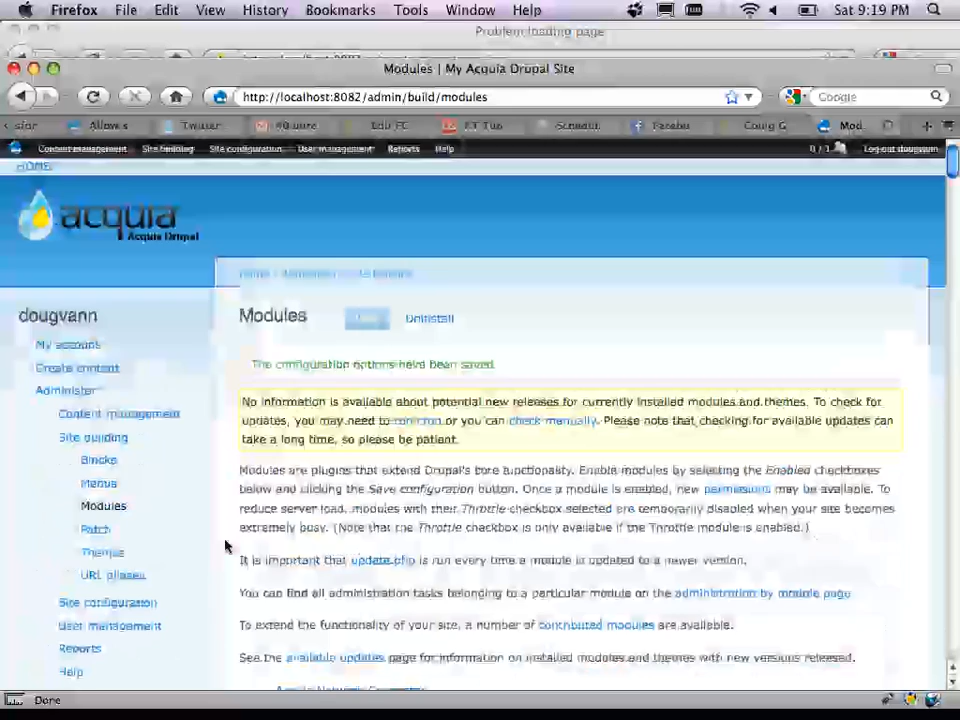 Firefox File Edit View History Bookmarks Tools Window Help Sat 9:19 PM
Problem loading page
Modules | My Acquia Drupal Site
http://localhost:8082/admin/build/modules
Google
Twitter
Mod
Content management Site building Site configuration User management Reports Help
0 / 1 Log out dougvann
HOME
acquia
Acquia Drupal
dougvann
My account
Create content
Administer
Content management
Site building
Blocks
Menus
Modules
Patch
Themes
URL aliases
Site configuration
User management
Reports
Help
Modules
Uninstall
The configuration options have been saved.
No information is available about potential new releases for currently installed modules and themes. To check for
updates, you may need to run cron or you can check manually. Please note that checking for available updates can
take a long time, so please be patient.
Modules are plugins that extend Drupal's core functionality. Enable modules by selecting the Enabled checkboxes
below and clicking the Save configuration button. Once a module is enabled, new permissions may be available. To
reduce server load, modules with their Throttle checkbox selected are temporarily disabled when your site becomes
extremely busy. (Note that the Throttle checkbox is only available if the Throttle module is enabled.)
It is important that update.php is run every time a module is updated to a newer version.
You can find all administration tasks belonging to a particular module on the administration by module page
To extend the functionality of your site, a number of contributed modules are available.
See the available updates page for information on installed modules and themes with new versions released.
Done